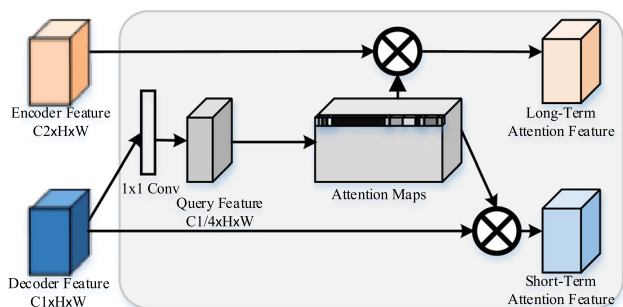 Encoder Feature
C2xHxW
Long-Term
Attention Feature
1x1 Conv
Query Feature
C1/4xHxW
Attention Maps
Decoder Feature
C1xHxW
Short-Term
Attention Feature